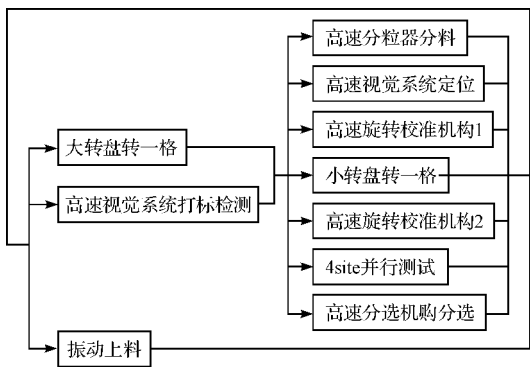 高速分粒器分料
高速视觉系统定位
高速旋转校准机构1
大转盘转一格
小转盘转一格
高速视觉系统打标检测
高速旋转校准机构2
4site并行测试
高速分选机购分选
振动上料